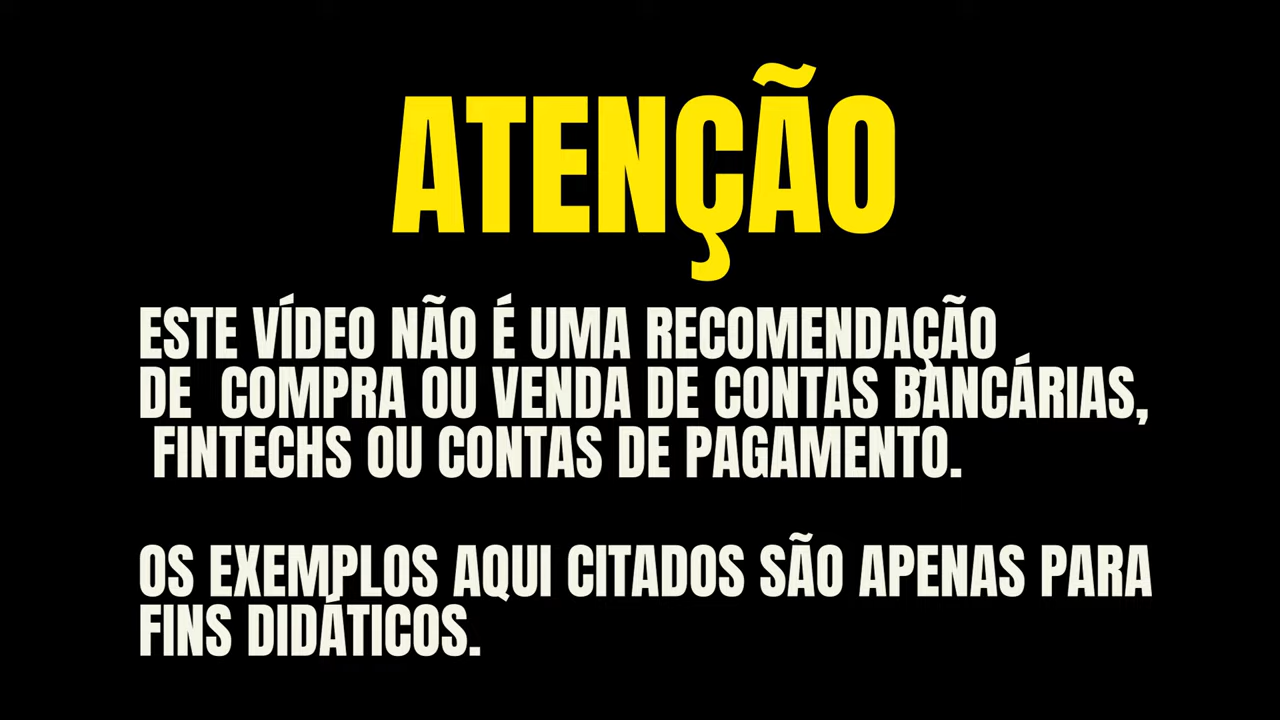 ATENÇÃO
ESTE VÍDEO NÃO É UMA RECOMENDAÇÃO
DE COMPRA OU VENDA DE CONTAS BANCÁRIAS,
FINTECHS OU CONTAS DE PAGAMENTO.
OS EXEMPLOS AQUI CITADOS SÃO APENAS PARA
FINS DIDÁTICOS.